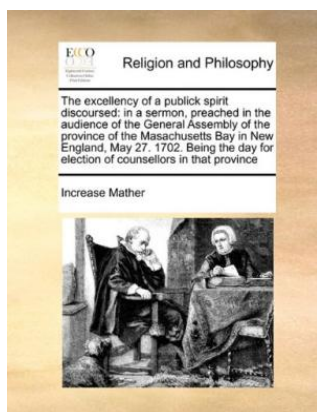 ECCO
Religion and Philosophy
The excellency of a publick spirit
discoursed: in a sermon, preached in the
audience of the General Assembly of the
province of the Masachusetts Bay in New
England, May 27. 1702. Being the day for
election of counsellors in that province
Increase Mather